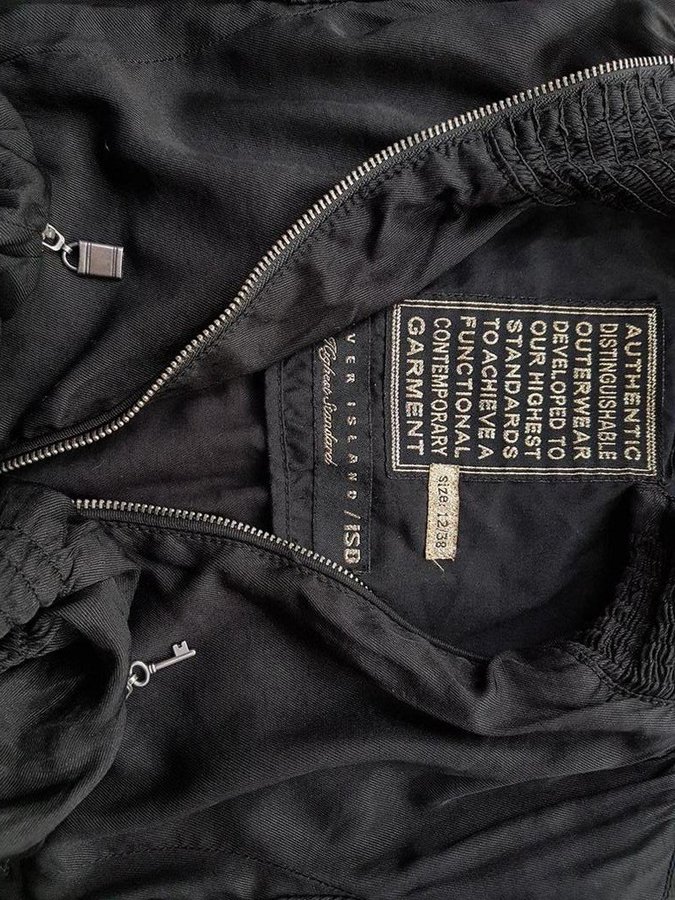 AUTHENTIC
DISTINGUISHABLE
OUTERWEAR
DEVELOPED TO
OUR HIGHEST
STANDARDS
TO ACHIEVE A
FUNCTIONAL
CONTEMPORARY
GARMENT
size: 12/38
VER ISLAND / iSD
Highest Standard